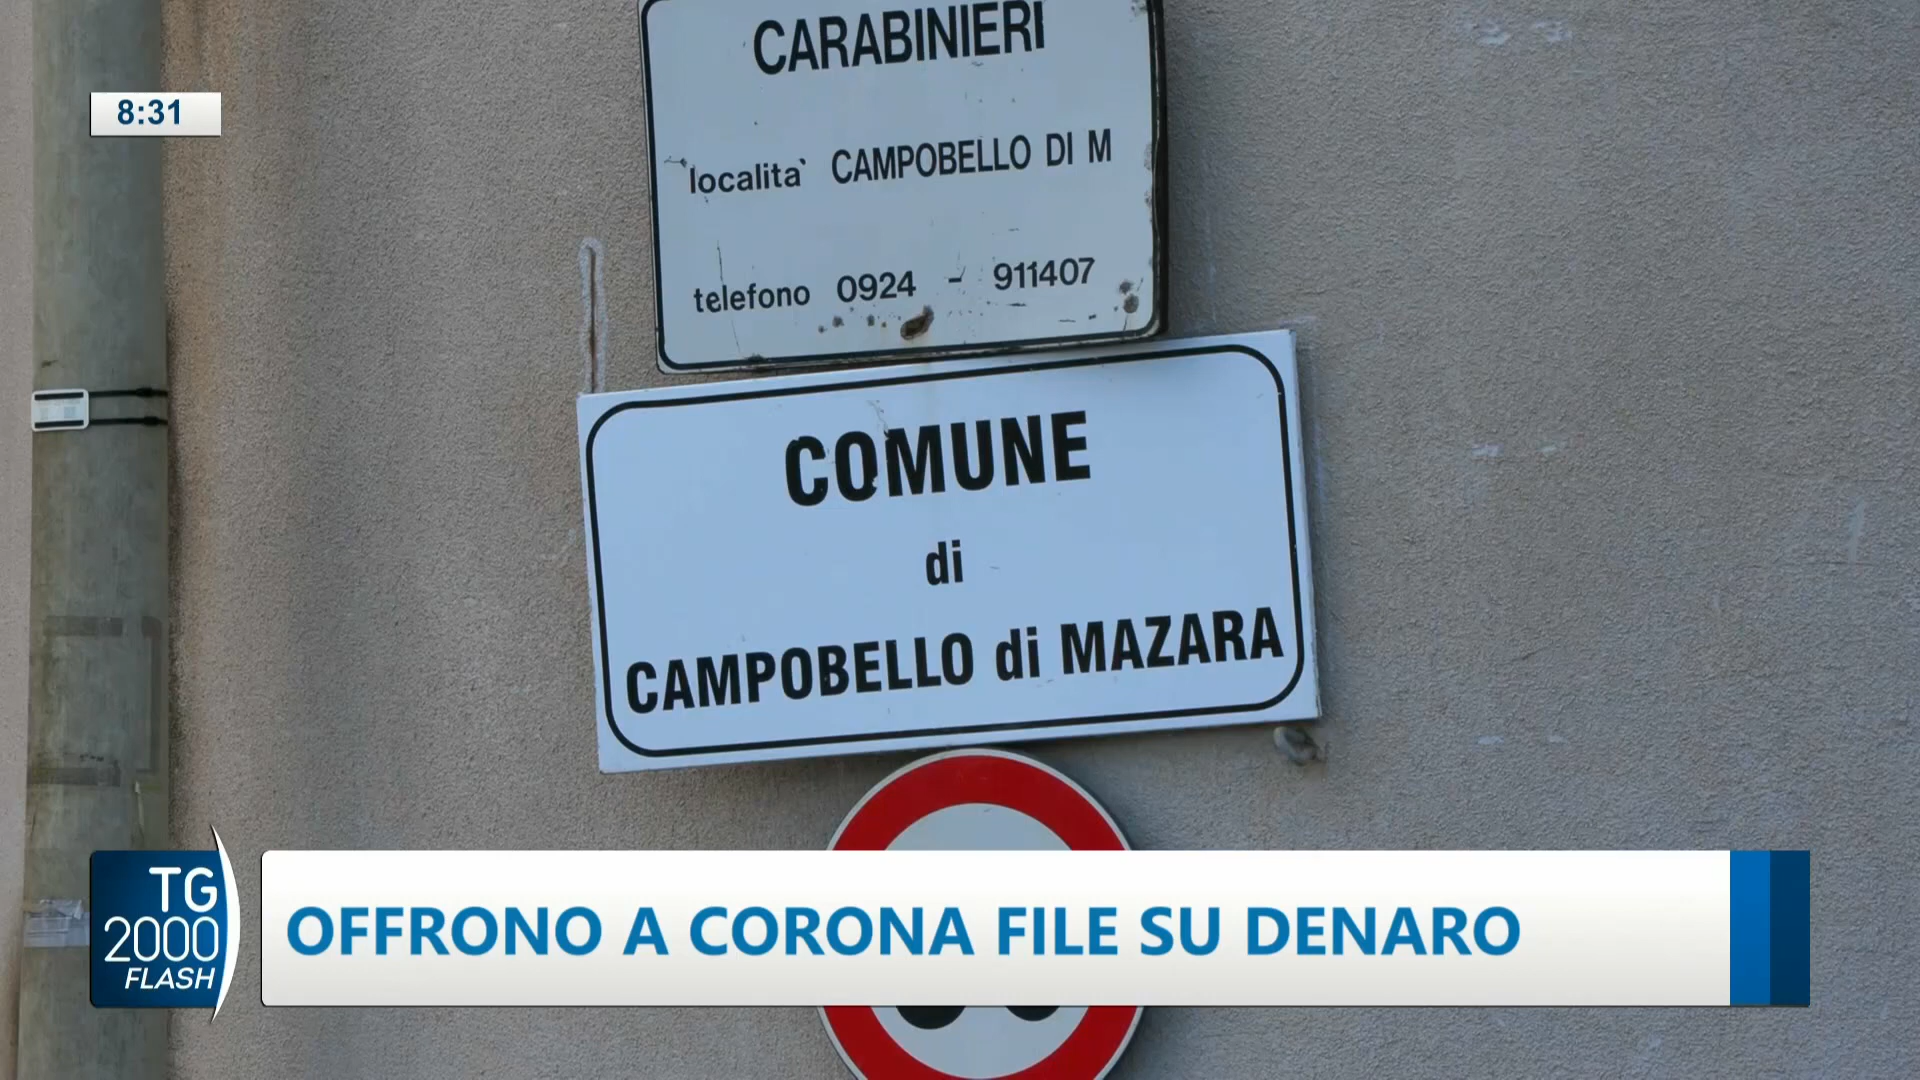 CARABINIERI
8:31
localita` CAMPOBELLO DI M
telefono 0924 - 911407
COMUNE
di
CAMPOBELLO di MAZARA
TG
2000
FLASH
OFFRONO A CORONA FILE SU DENARO